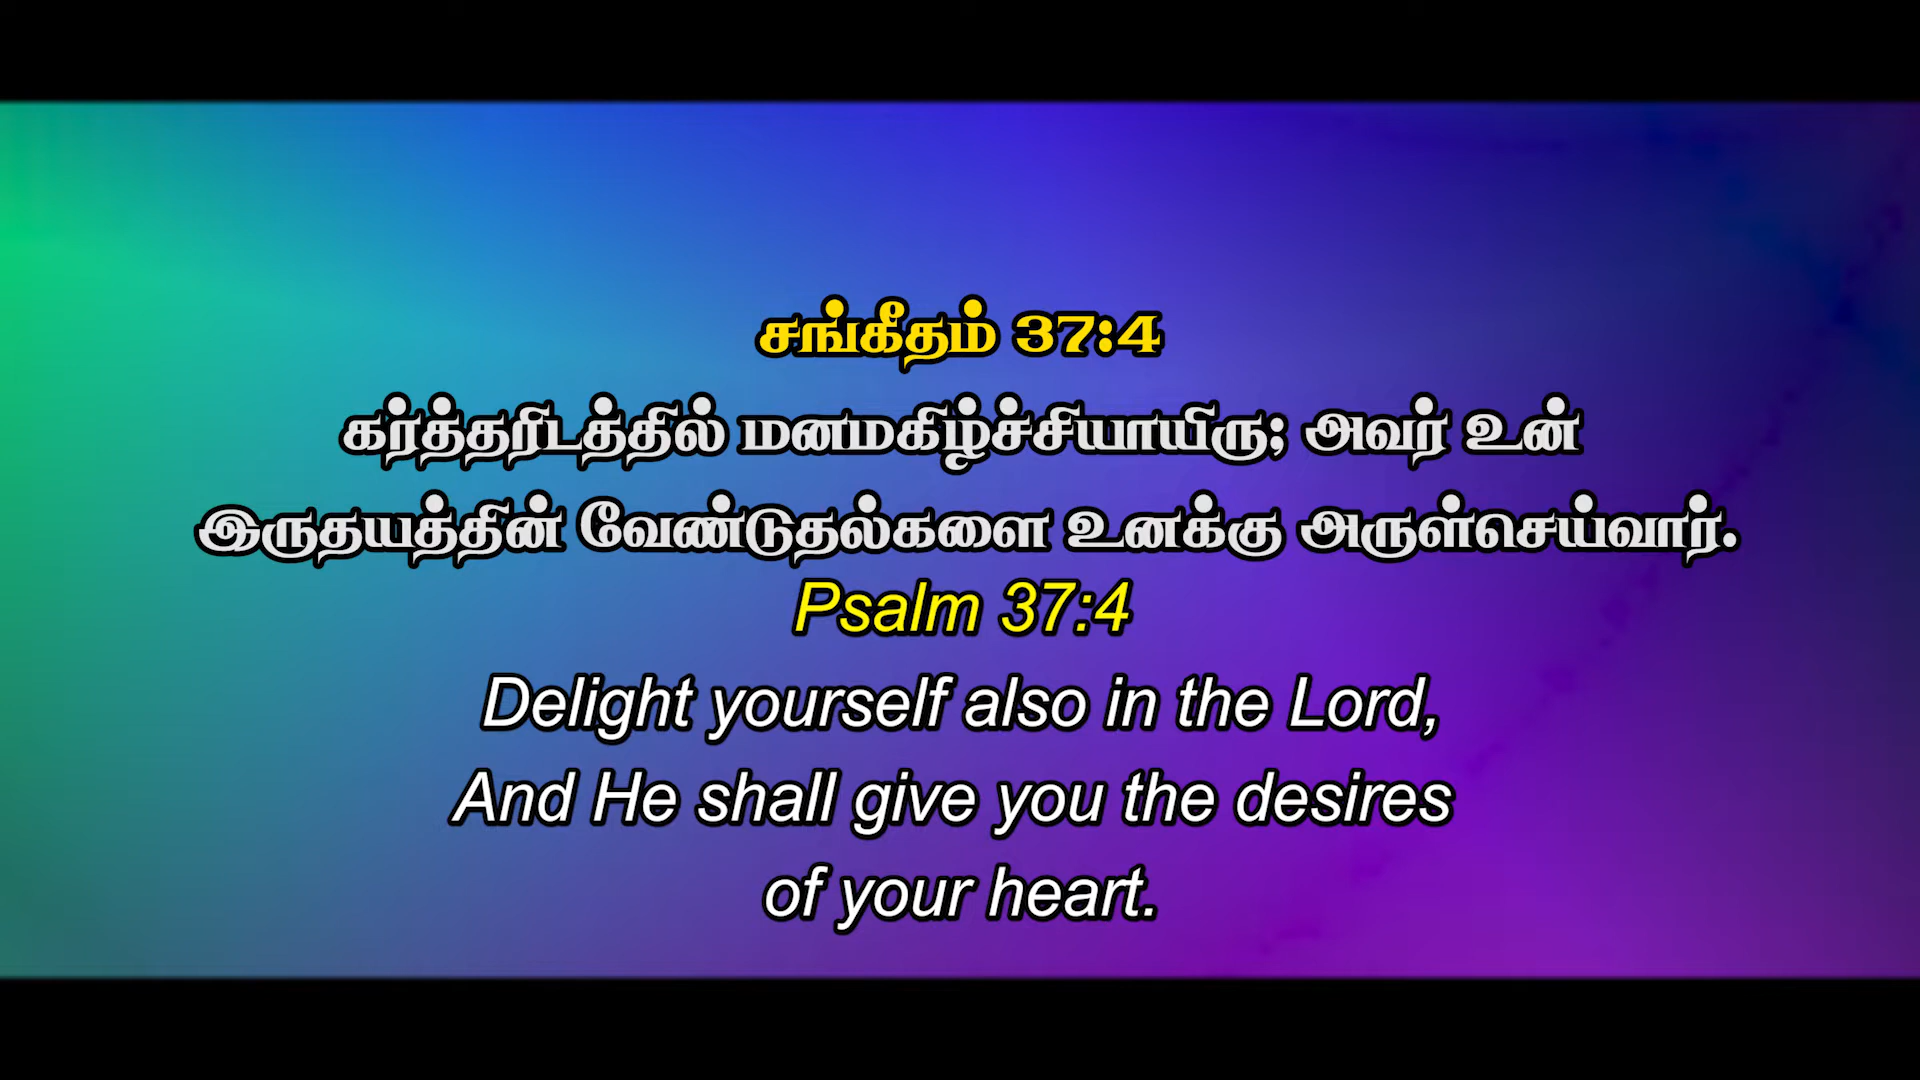 சங்கீதம் 37:4
கர்த்தரிடத்தில் மனமகிழ்ச்சியாயிரு; அவர் உன்
இருதயத்தின் வேண்டுதல்களை உனக்கு அருள்செய்வார்.
Psalm 37:4
Delight yourself also in the Lord,
And He shall give you the desires
of your heart.